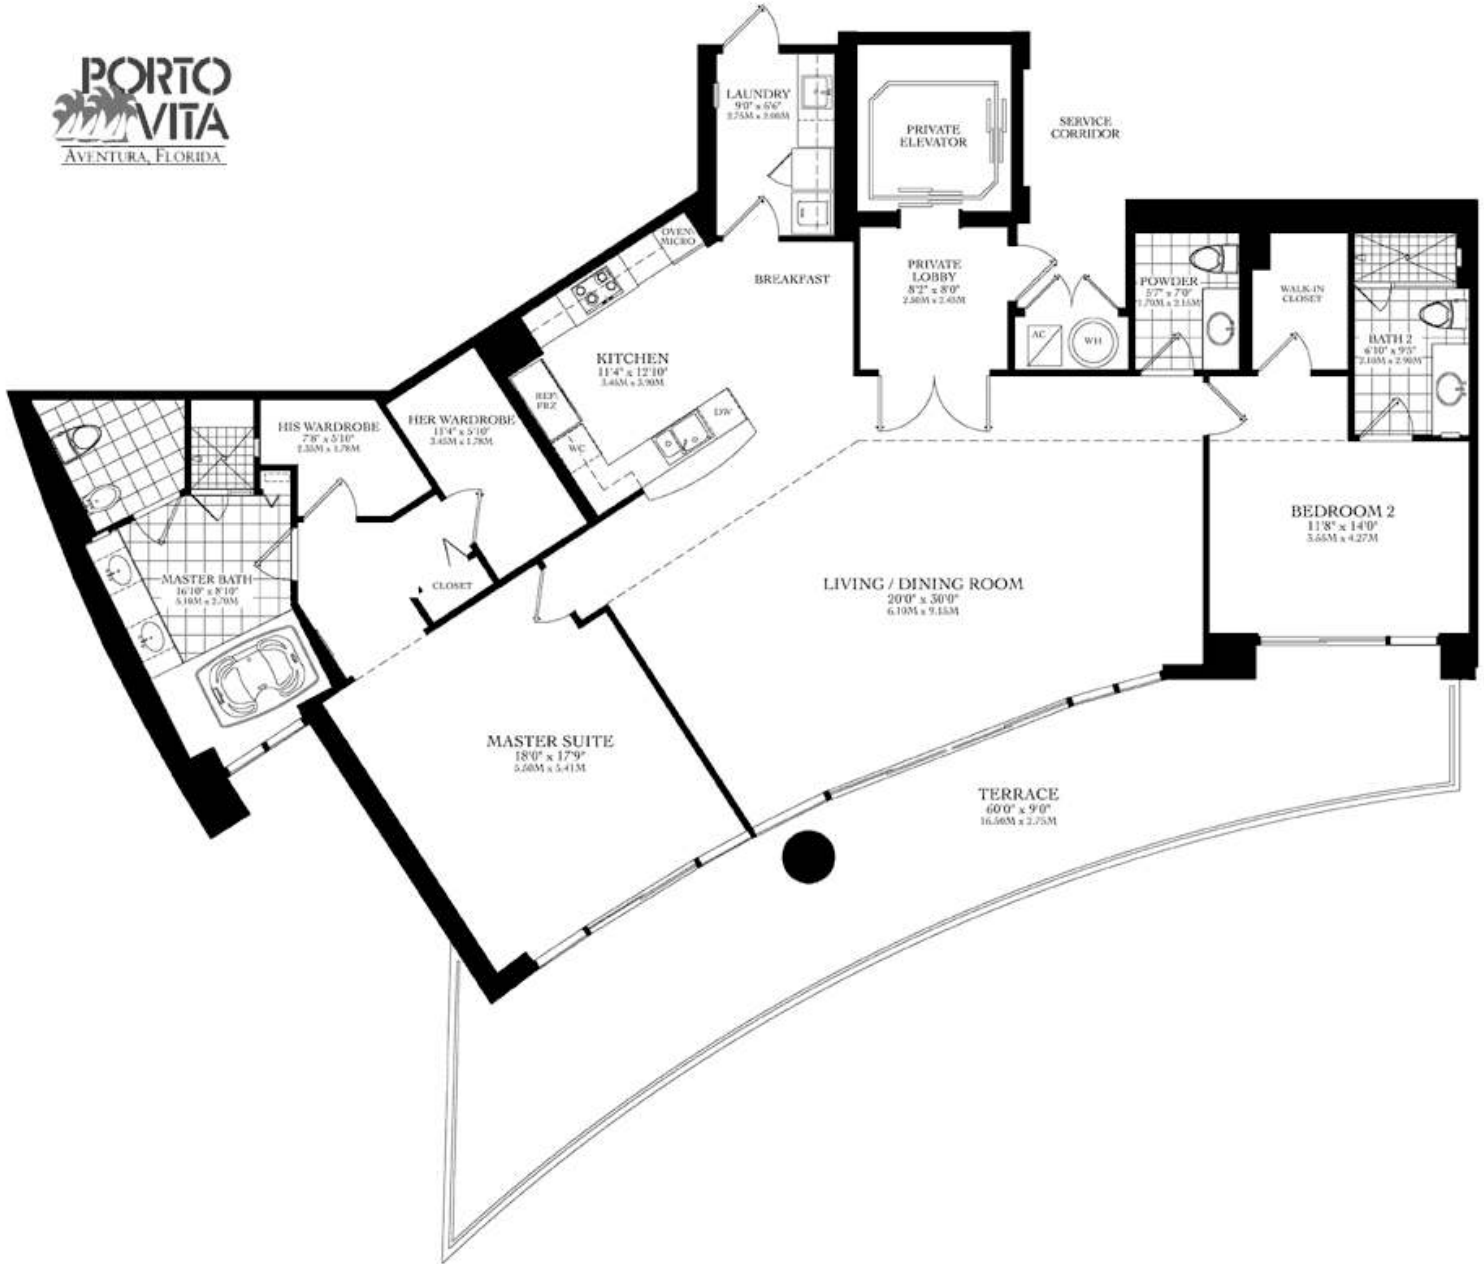 PORTO
VITA
AVENTURA, FLORIDA
LAUNDRY
9'0" x 6'6"
2.75M x 2.00M
PRIVATE
ELEVATOR
SERVICE
CORRIDOR
OVEN/
MICRO
BREAKFAST
PRIVATE
LOBBY
8'2" x 8'0"
2.50M x 2.45M
AC
WH
POWDER
5'7" x 7'0"
1.70M x 2.15M
WALK-IN
CLOSET
BATH 2
6'10" x 9'5"
2.10M x 2.90M
KITCHEN
11'4" x 12'10"
3.45M x 3.90M
REF/
FRZ
WC
DW
HIS WARDROBE
7'8" x 5'10"
2.35M x 1.78M
HER WARDROBE
11'4" x 5'10"
3.45M x 1.78M
BEDROOM 2
11'8" x 14'0"
3.55M x 4.27M
MASTER BATH
16'10" x 8'10"
5.10M x 2.70M
CLOSET
LIVING / DINING ROOM
20'0" x 30'0"
6.10M x 9.15M
MASTER SUITE
18'0" x 17'9"
5.50M x 5.41M
TERRACE
60'0" x 9'0"
16.50M x 2.75M